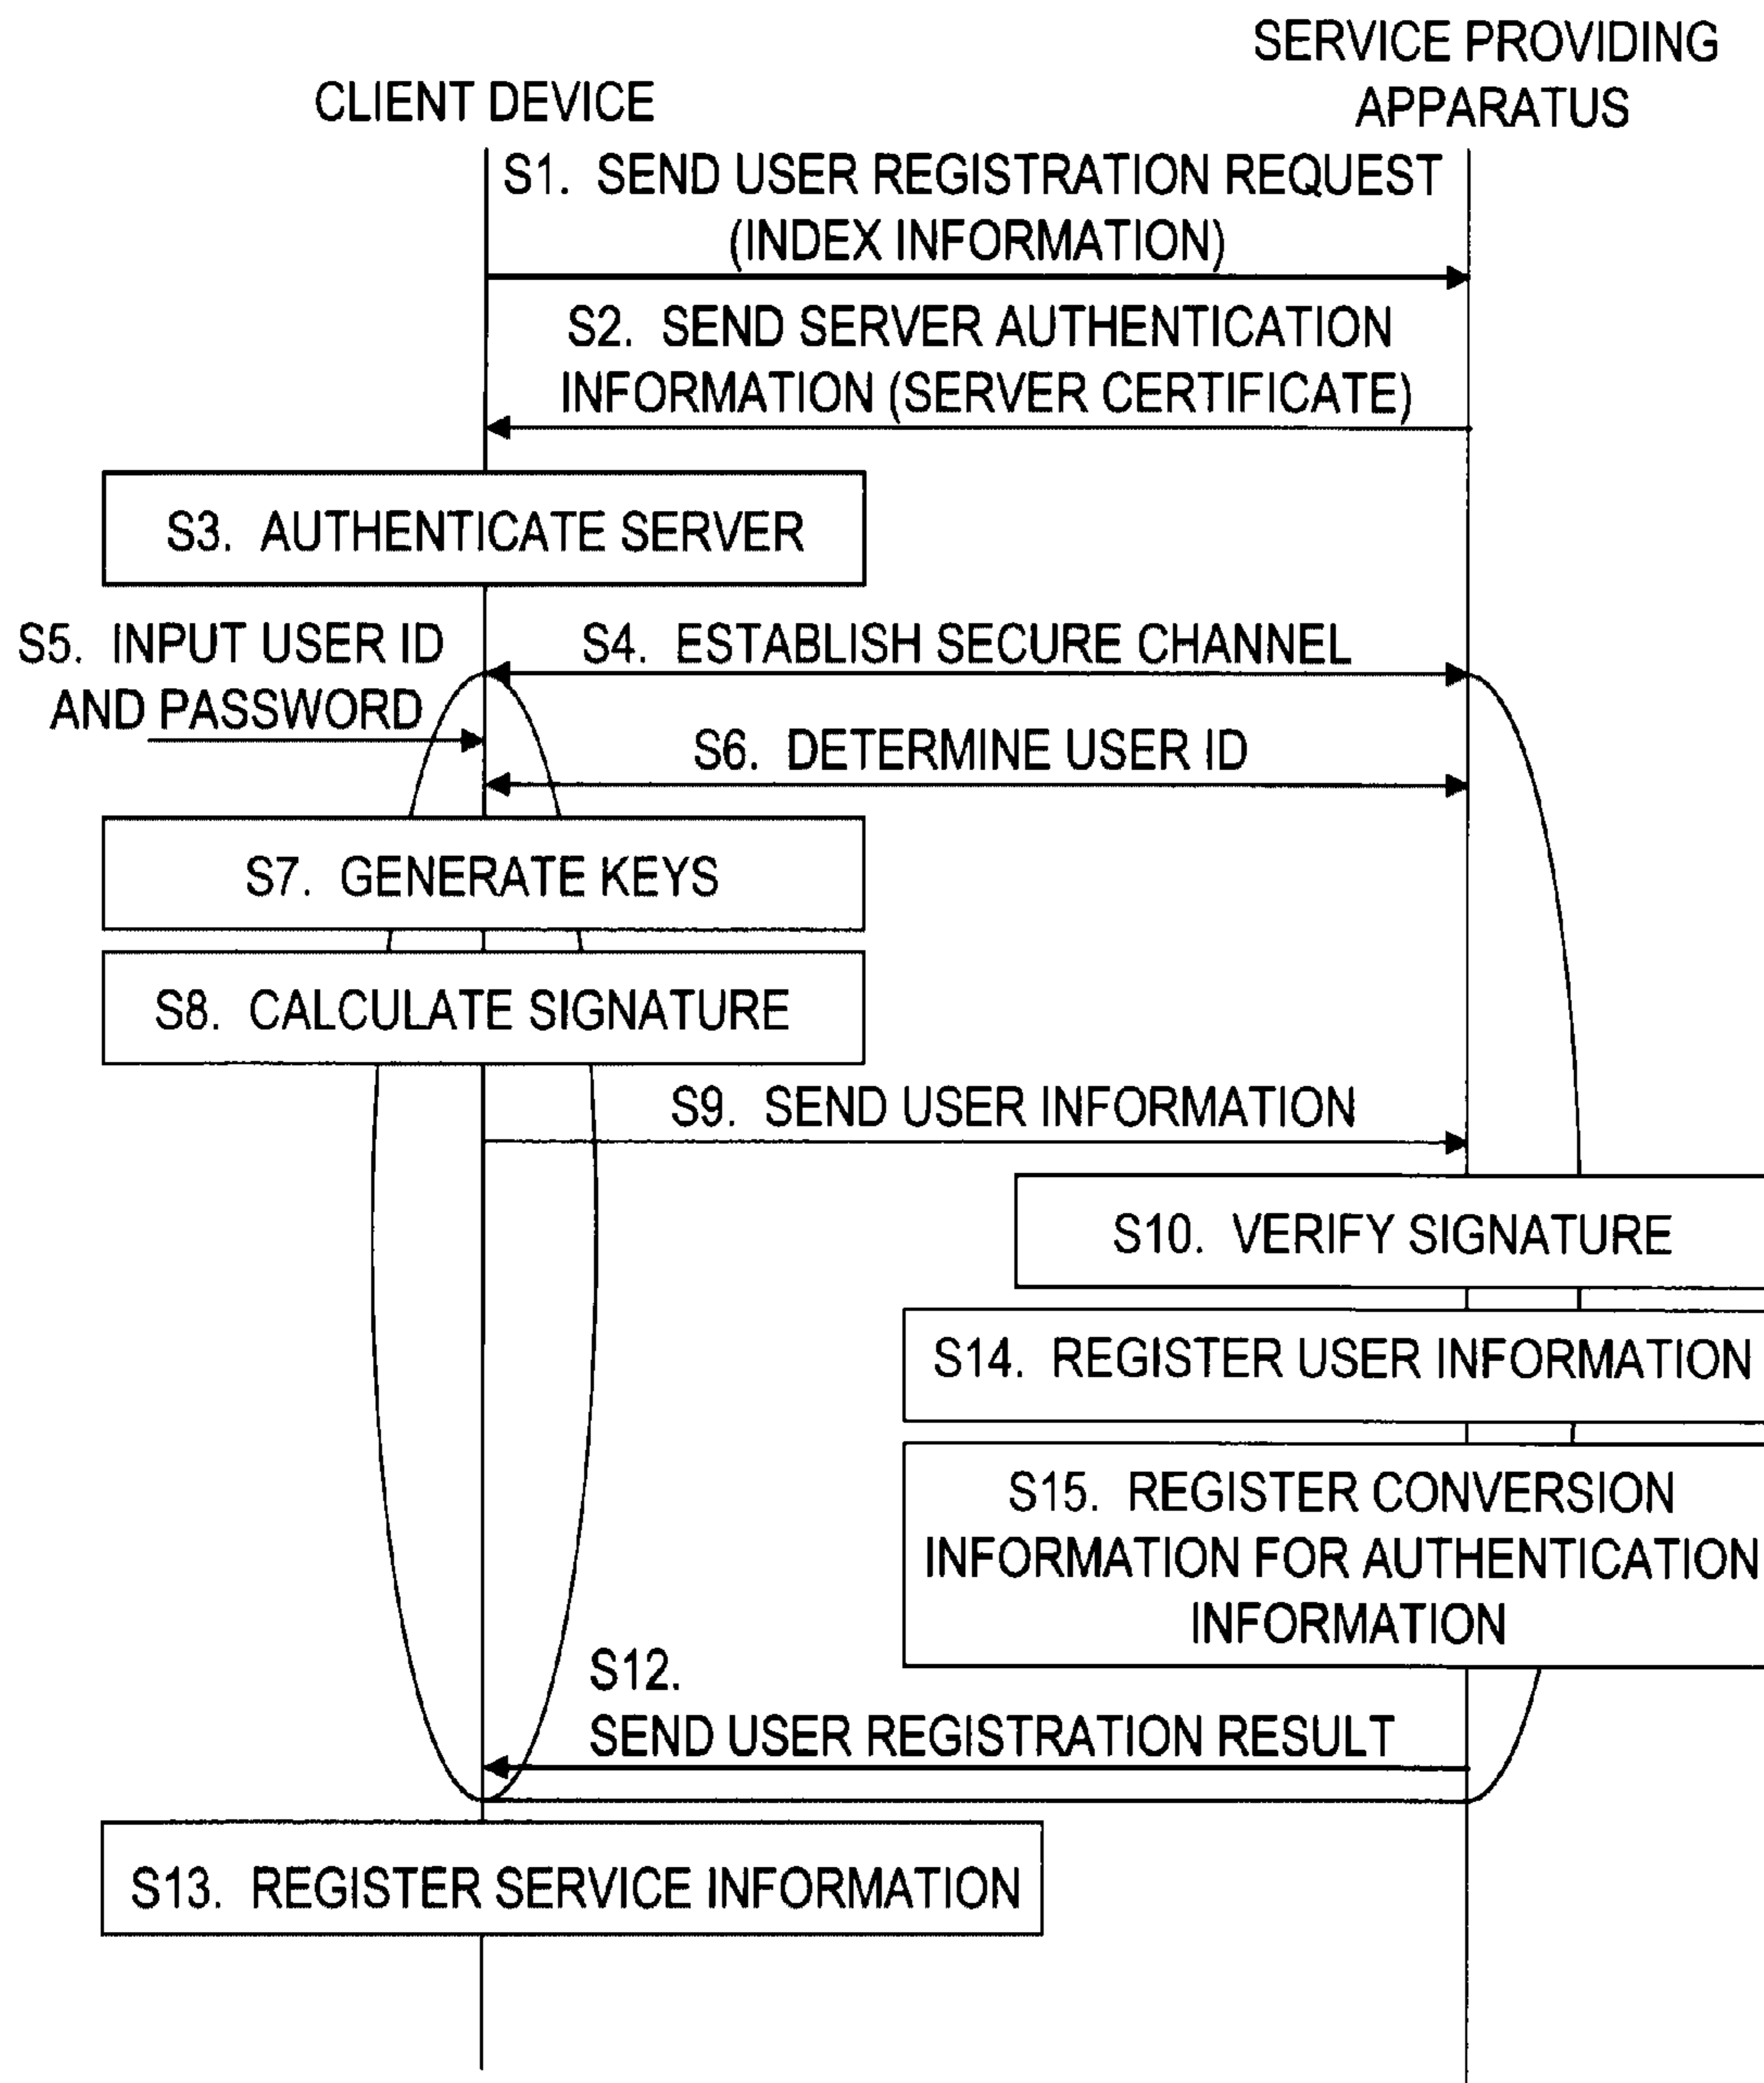 SERVICE PROVIDING
APPARATUS
CLIENT DEVICE
S1. SEND USER REGISTRATION REQUEST
(INDEX INFORMATION)
S2. SEND SERVER AUTHENTICATION
INFORMATION (SERVER CERTIFICATE)
S3. AUTHENTICATE SERVER
S5. INPUT USER ID
AND PASSWORD
S4. ESTABLISH SECURE CHANNEL
S6. DETERMINE USER ID
S7. GENERATE KEYS
S8. CALCULATE SIGNATURE
S9. SEND USER INFORMATION
S10. VERIFY SIGNATURE
S14. REGISTER USER INFORMATION
S15. REGISTER CONVERSION
INFORMATION FOR AUTHENTICATION
INFORMATION
S12.
SEND USER REGISTRATION RESULT
S13. REGISTER SERVICE INFORMATION